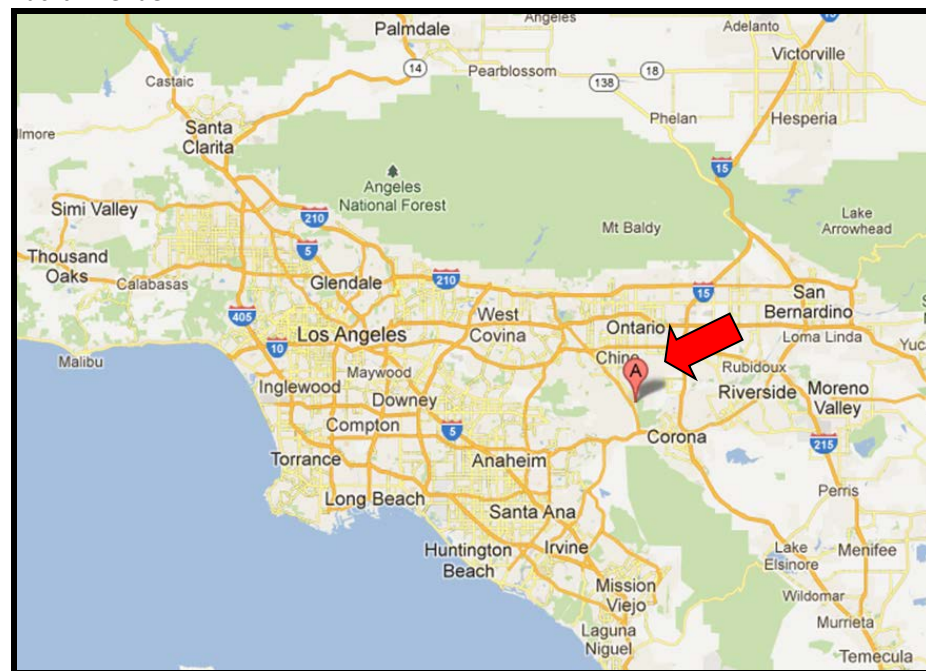 Angeles
Palmdale
Adelanto
Victorville
15
14
Pearblossom
138
18
Castaic
Phelan
Hesperia
Santa
Clarita
15
Angeles
National Forest
Simi Valley
210
5
Mt Baldy
Lake
Arrowhead
Thousand
Oaks
Calabasas
Glendale
210
15
San
Bernardino
405
West
Covina
Ontario
Los Angeles
10
Loma Linda
Malibu
Maywood
Chino
Rubidoux
A
Inglewood
Downey
Riverside
Moreno
Valley
Compton
5
Corona
215
Torrance
Anaheim
Long Beach
Santa Ana
Perris
Huntington
Beach
Irvine
Lake
Elsinore
Menifee
Mission
Viejo
Wildomar
Laguna
Niguel
Murrieta
Temecula